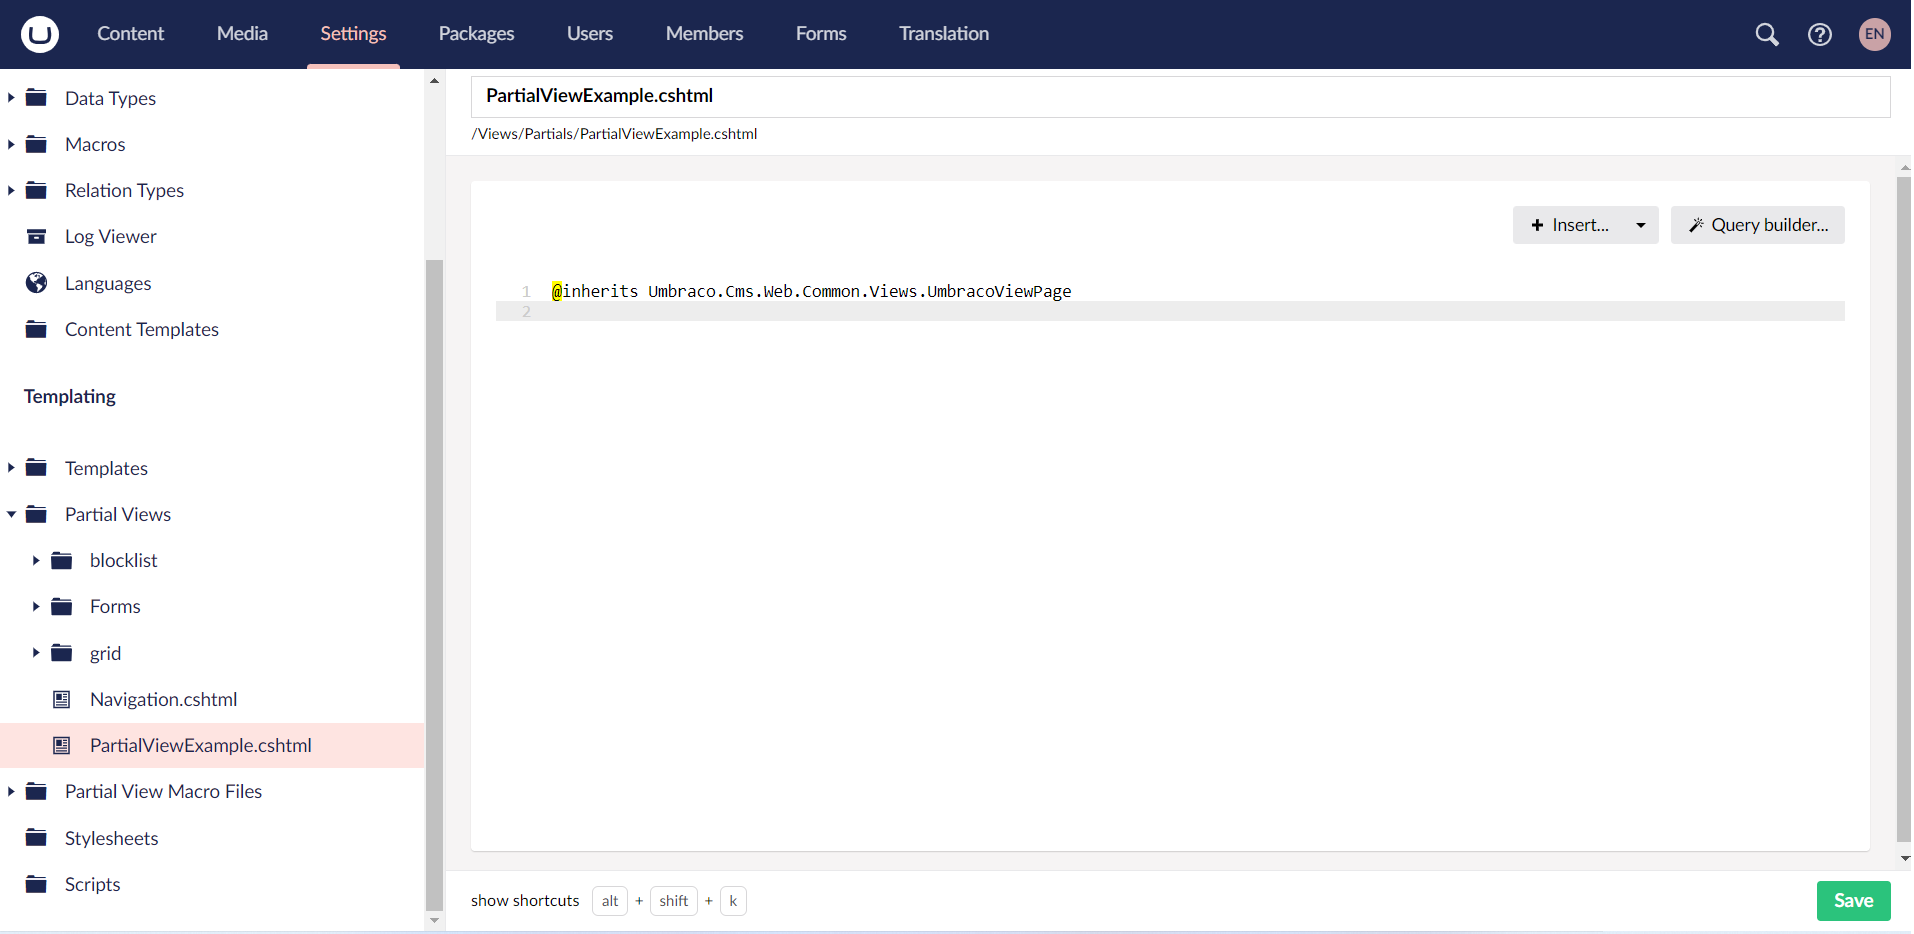 Content Media Settings Packages Users Members Forms Translation EN
Data Types
Macros
Relation Types
Log Viewer
Languages
Content Templates
Templating
Templates
Partial Views
blocklist
Forms
grid
Navigation.cshtml
PartialViewExample.cshtml
Partial View Macro Files
Stylesheets
Scripts
PartialViewExample.cshtml
/Views/Partials/PartialViewExample.cshtml
Insert... Query builder...
1 @inherits Umbraco.Cms.Web.Common.Views.UmbracoViewPage
2
show shortcuts alt + shift + k
Save